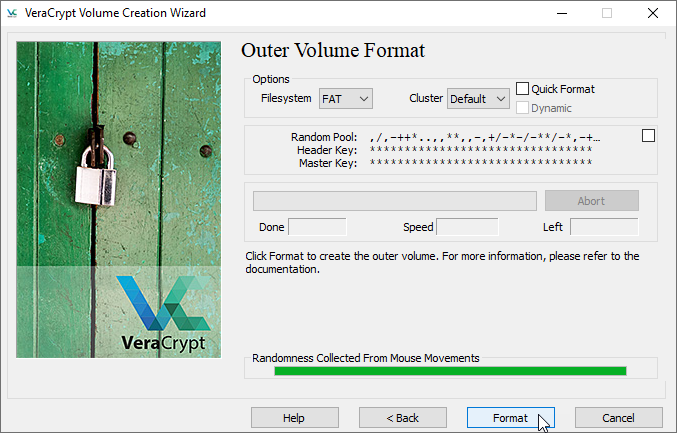 VeraCrypt Volume Creation Wizard
Outer Volume Format
Options
Filesystem FAT Cluster Default Quick Format
Dynamic
Random Pool: ,/,-++*..,,**,,-,+/-*-/-**/-*,-+...
Header Key: ********************************
Master Key: ********************************
Abort
Done Speed Left
Click Format to create the outer volume. For more information, please refer to the
documentation.
VeraCrypt
Randomness Collected From Mouse Movements
Help < Back Format Cancel